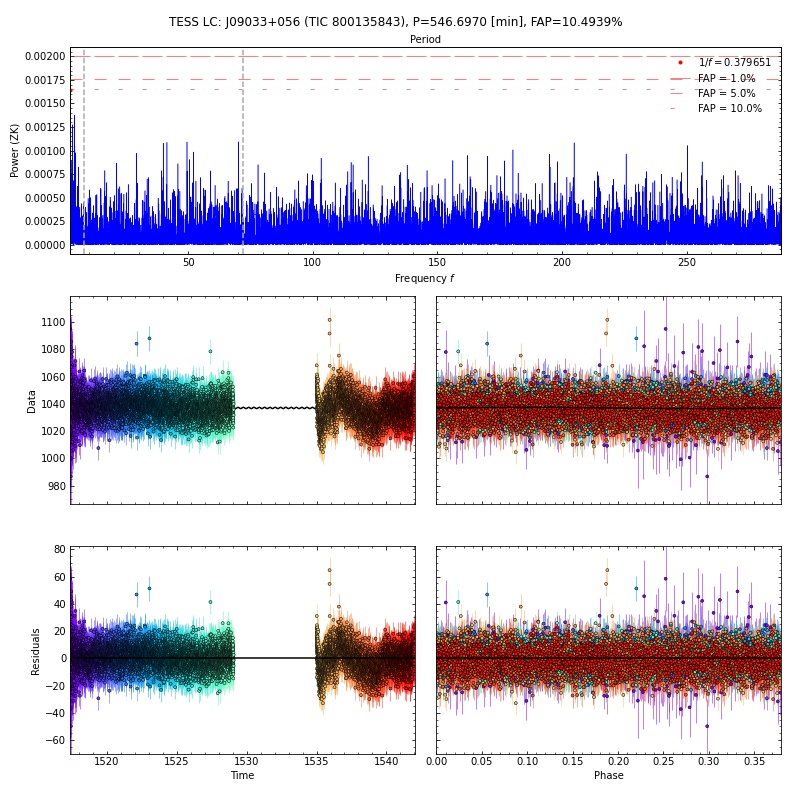 TESS LC: J09033+056 (TIC 800135843), P=546.6970 [min], FAP=10.4939%
Period
0.00200
0.00175
0.00150
0.00125
0.00100
0.00075
0.00050
0.00025
0.00000
Power (ZK)
1/f = 0.379651
FAP = 1.0%
FAP = 5.0%
FAP = 10.0%
50 100 150 200 250
Frequency f
1100
1080
1060
1040
1020
1000
980
Data
80
60
40
20
0
−20
−40
−60
Residuals
1520 1525 1530 1535 1540
Time
0.00 0.05 0.10 0.15 0.20 0.25 0.30 0.35
Phase